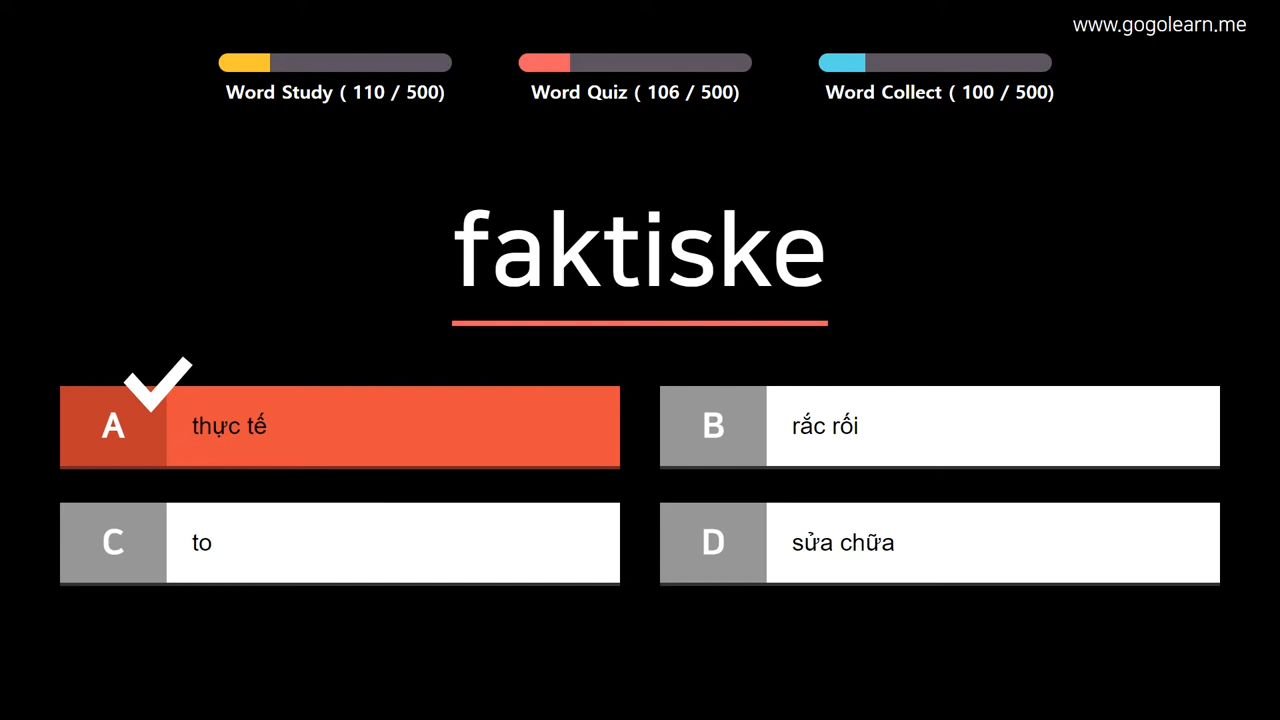 www.gogolearn.me
Word Study ( 110 / 500)
Word Quiz ( 106 / 500)
Word Collect ( 100 / 500)
faktiske
A thực tế
B rắc rối
C to
D sửa chữa